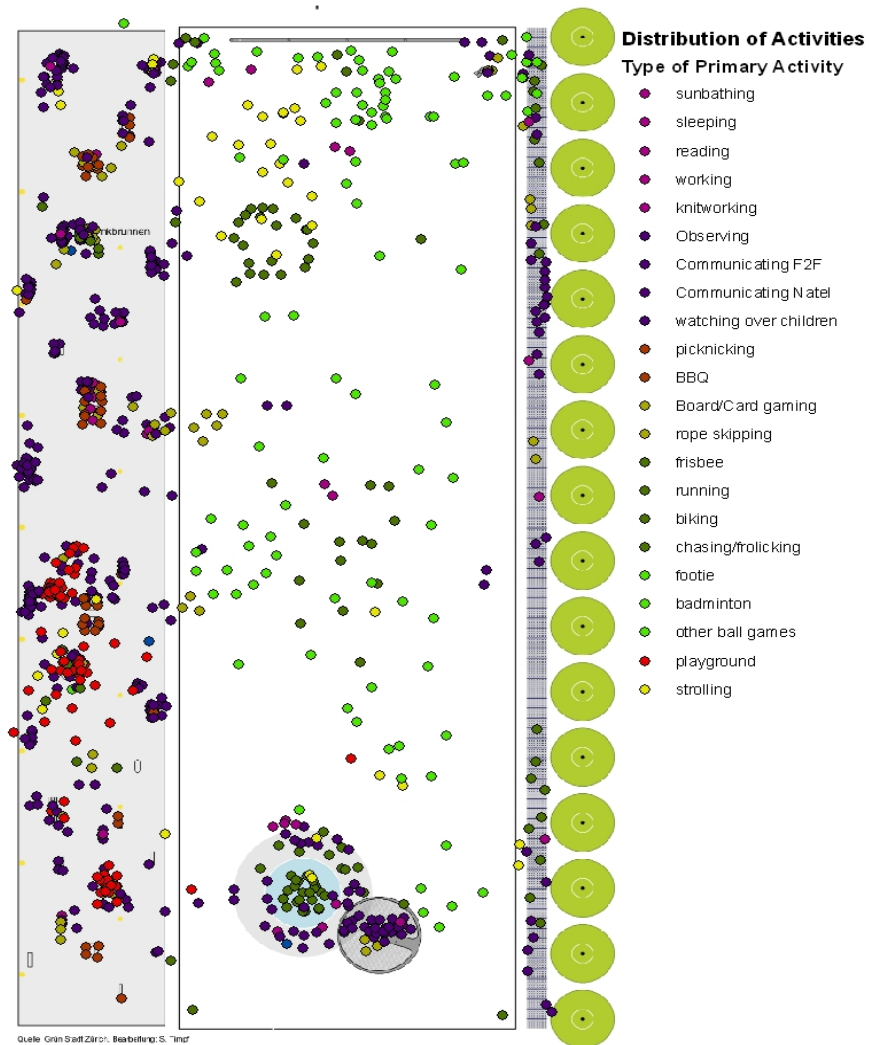 Distribution of Activities
Type of Primary Activity
sunbathing
sleeping
reading
working
knitworking
Observing
Communicating F2F
Communicating Natel
watching over children
picknicking
BBQ
Board/Card gaming
rope skipping
frisbee
running
biking
chasing/frolicking
footie
badminton
other ball games
playground
strolling
nkbrunnen
Quelle: Grün Stadt Zürich, Bearbeitung: S. Timpf